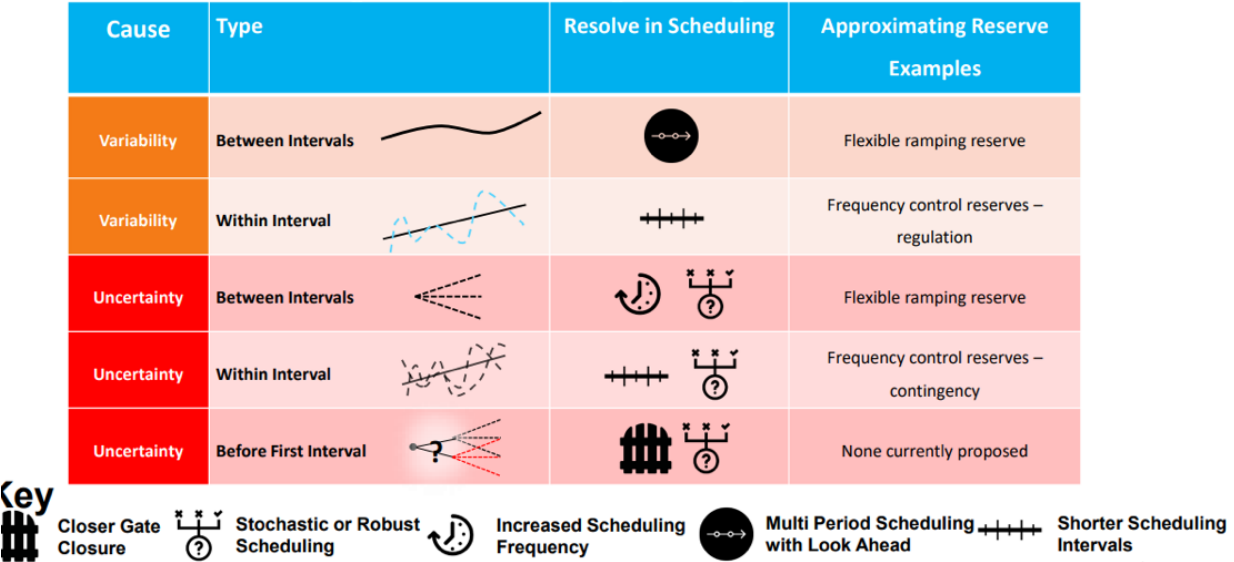 Cause Type Resolve in Scheduling Approximating Reserve
Examples
Variability Between Intervals Flexible ramping reserve
Variability Within Interval Frequency control reserves –
regulation
Uncertainty Between Intervals ? Flexible ramping reserve
Uncertainty Within Interval ? Frequency control reserves –
contingency
Uncertainty Before First Interval ? ? None currently proposed
Key
Closer Gate
Closure
?
Stochastic or Robust
Scheduling
Increased Scheduling
Frequency
Multi Period Scheduling
with Look Ahead
Shorter Scheduling
Intervals